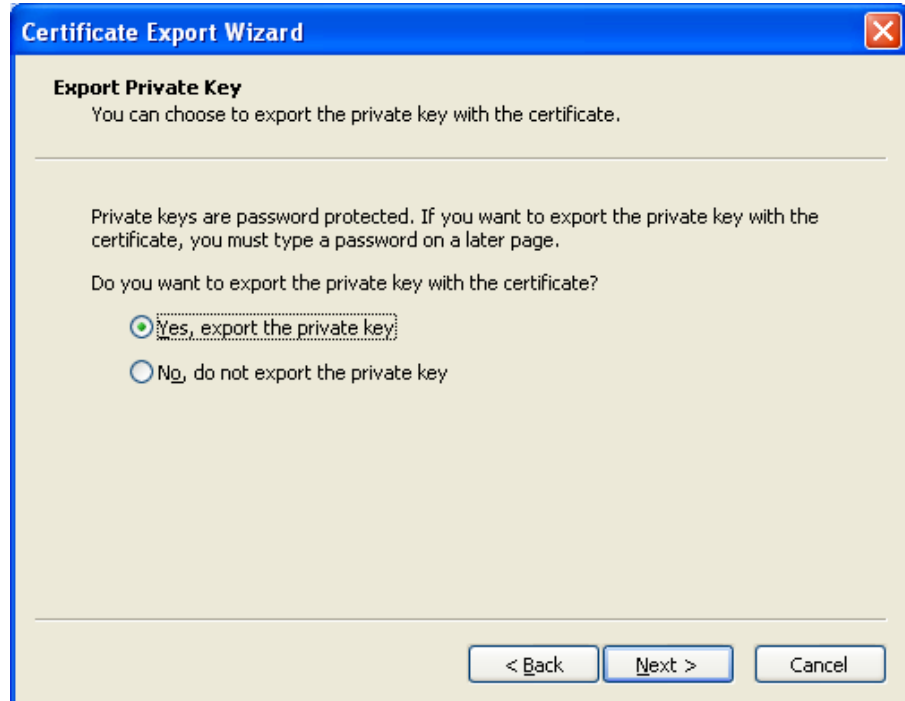 Certificate Export Wizard
Export Private Key
You can choose to export the private key with the certificate.
Private keys are password protected. If you want to export the private key with the
certificate, you must type a password on a later page.
Do you want to export the private key with the certificate?
Yes, export the private key
No, do not export the private key
< Back Next > Cancel